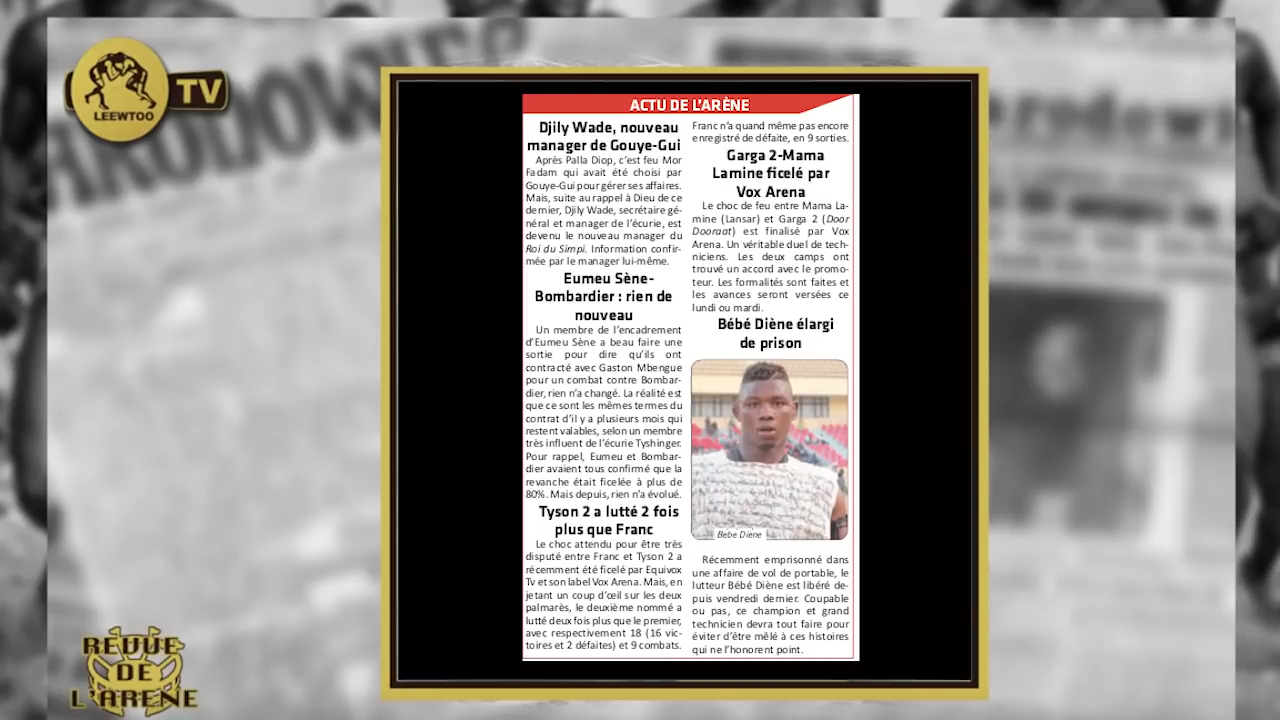 LEEWTOO
TV
ACTU DE L'ARÈNE
Djily Wade, nouveau
manager de Gouye-Gui
Après Palla Diop, c'est feu Mor
Fadam qui avait été choisi par
Gouye-Gui pour gérer ses affaires.
Mais, suite au rappel à Dieu de ce
dernier, Djily Wade, secrétaire gé-
néral et manager de l'écurie, est
devenu le nouveau manager du
Roi du Simpi. Information confir-
mée par le manager lui-même.
Eumeu Sène-
Bombardier : rien de
nouveau
Un membre de l'encadrement
d'Eumeu Sène a beau faire une
sortie pour dire qu'ils ont
contracté avec Gaston Mbengue
pour un combat contre Bombar-
dier, rien n'a changé. La réalité est
que ce sont les mêmes termes du
contrat d'il y a plusieurs mois qui
restent valables, selon un membre
très influent de l'écurie Tyshinger.
Pour rappel, Eumeu et Bombar-
dier avaient tous confirmé que la
revanche était ficelée à plus de
80%. Mais depuis, rien n'a évolué.
Tyson 2 a lutté 2 fois
plus que Franc
Le choc attendu pour être très
disputé entre Franc et Tyson 2 a
récemment été ficelé par Equivox
Tv et son label Vox Arena. Mais, en
jetant un coup d'œil sur les deux
palmarès, le deuxième nommé a
lutté deux fois plus que le premier,
avec respectivement 18 (16 vic-
toires et 2 défaites) et 9 combats.
Franc n'a quand même pas encore
enregistré de défaite, en 9 sorties.
Garga 2-Mama
Lamine ficelé par
Vox Arena
Le choc de feu entre Mama La-
mine (Lansar) et Garga 2 (Door
Dooraat) est finalisé par Vox
Arena. Un véritable duel de tech-
niciens. Les deux camps ont
trouvé un accord avec le promo-
teur. Les formalités sont faites et
les avances seront versées ce
lundi ou mardi.
Bébé Diène élargi
de prison
Bébé Diène
Récemment emprisonné dans
une affaire de vol de portable, le
lutteur Bébé Diène est libéré de-
puis vendredi dernier. Coupable
ou pas, ce champion et grand
technicien devra tout faire pour
éviter d'être mêlé à ces histoires
qui ne l'honorent point.
REVUE
DE
L'ARENE